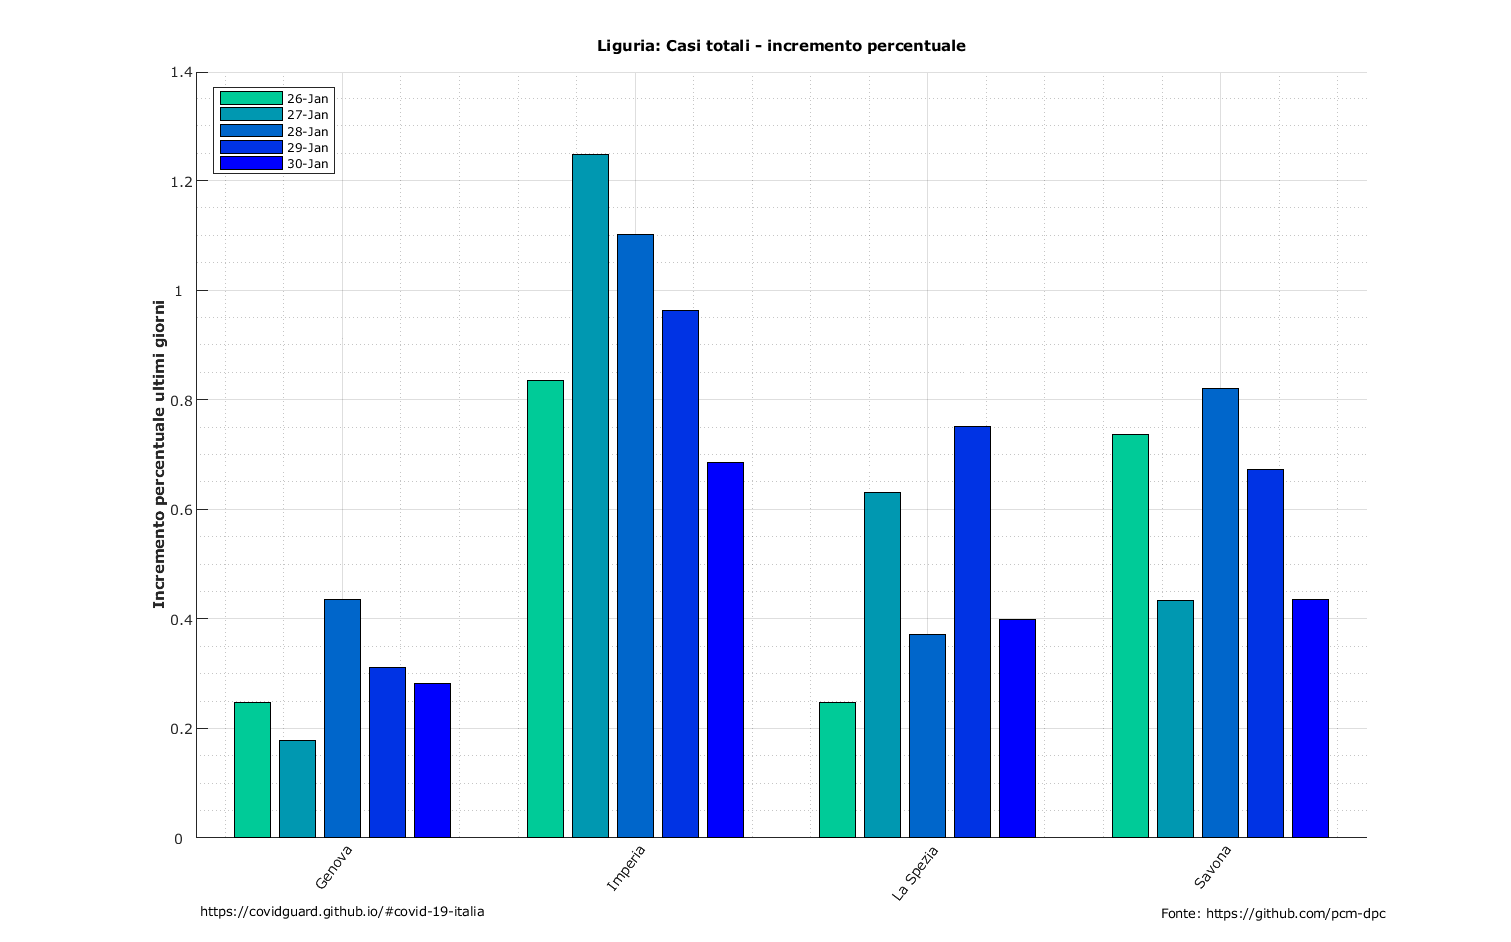 Liguria: Casi totali - incremento percentuale
1.4
1.2
1
0.8
0.6
0.4
0.2
0
Incremento percentuale ultimi giorni
26-Jan
27-Jan
28-Jan
29-Jan
30-Jan
Genova
Imperia
La Spezia
Savona
https://covidguard.github.io/#covid-19-italia
Fonte: https://github.com/pcm-dpc